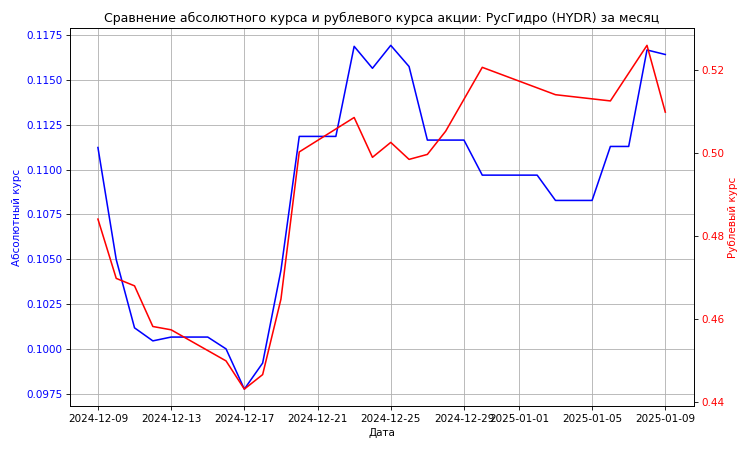 Сравнение абсолютного курса и рублевого курса акции: РусГидро (HYDR) за месяц
0.1175
0.1150
0.1125
0.1100
0.1075
0.1050
0.1025
0.1000
0.0975
Абсолютный курс
0.52
0.50
0.48
0.46
0.44
Рублевый курс
2024-12-09 2024-12-13 2024-12-17 2024-12-21 2024-12-25 2024-12-29 2025-01-01 2025-01-05 2025-01-09
Дата